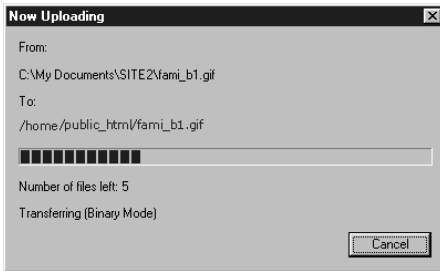 Now Uploading
From:
C:\My Documents\SITE2\fami_b1.gif
To:
/home/public_html/fami_b1.gif
Number of files left: 5
Transferring (Binary Mode)
Cancel